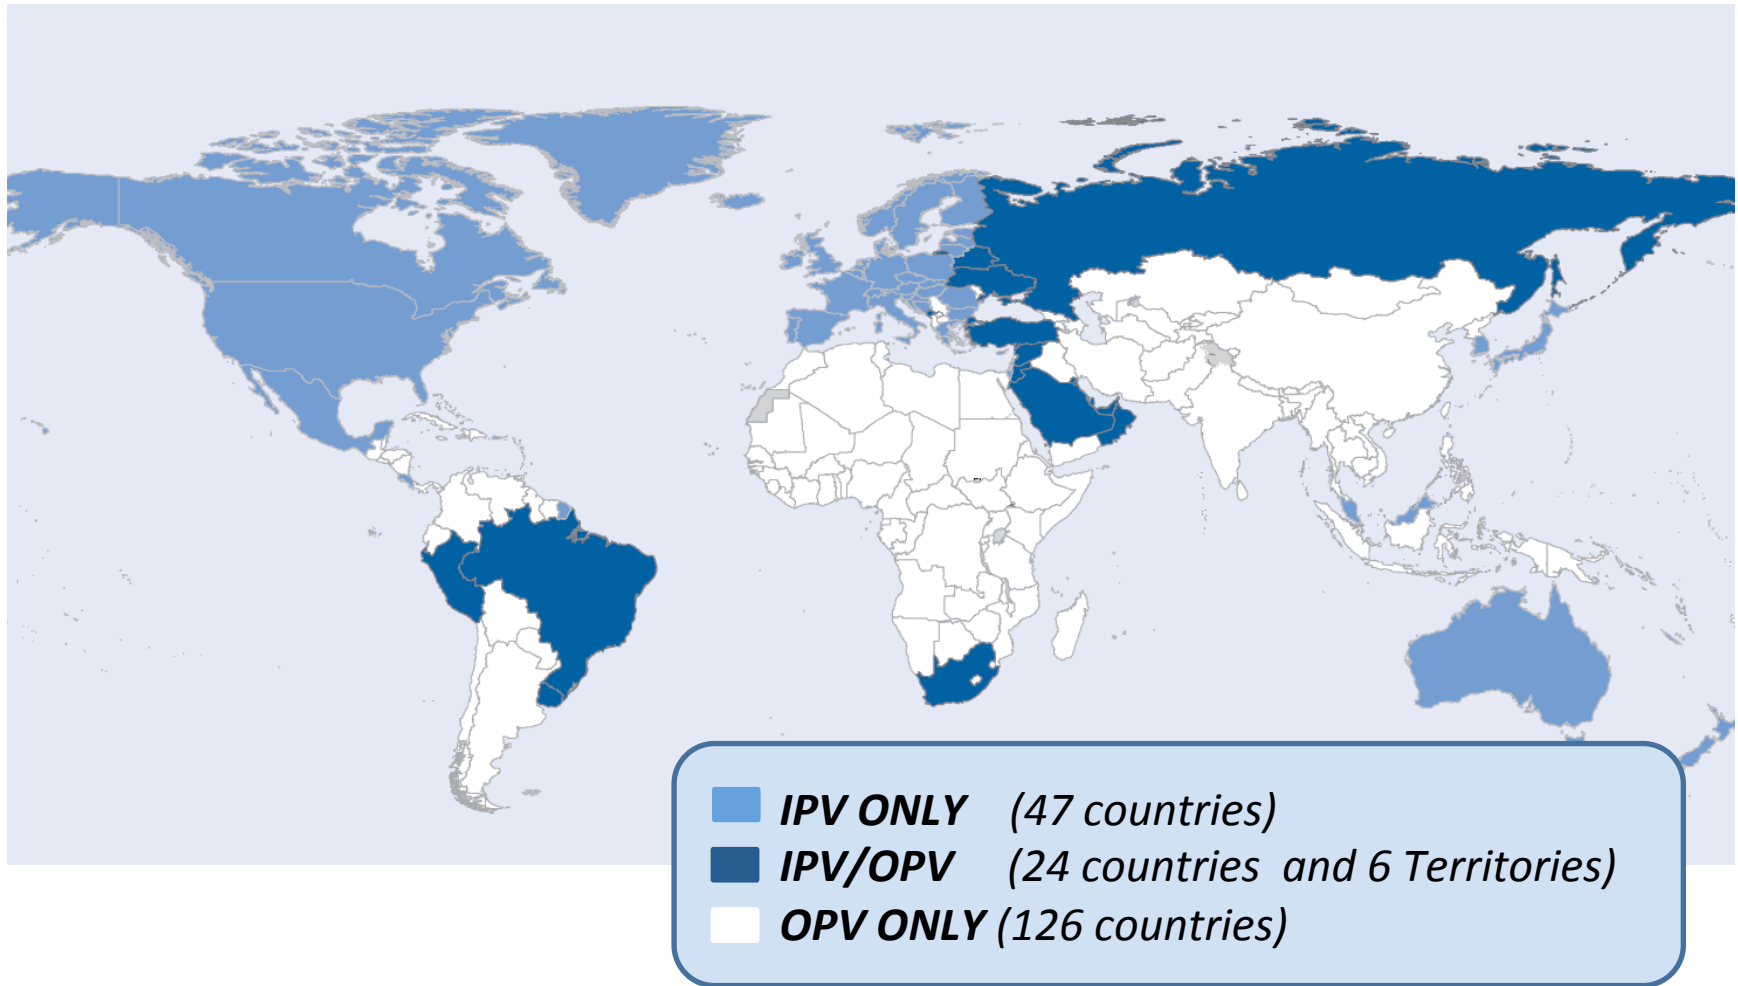 IPV ONLY (47 countries)
IPV/OPV (24 countries and 6 Territories)
OPV ONLY (126 countries)